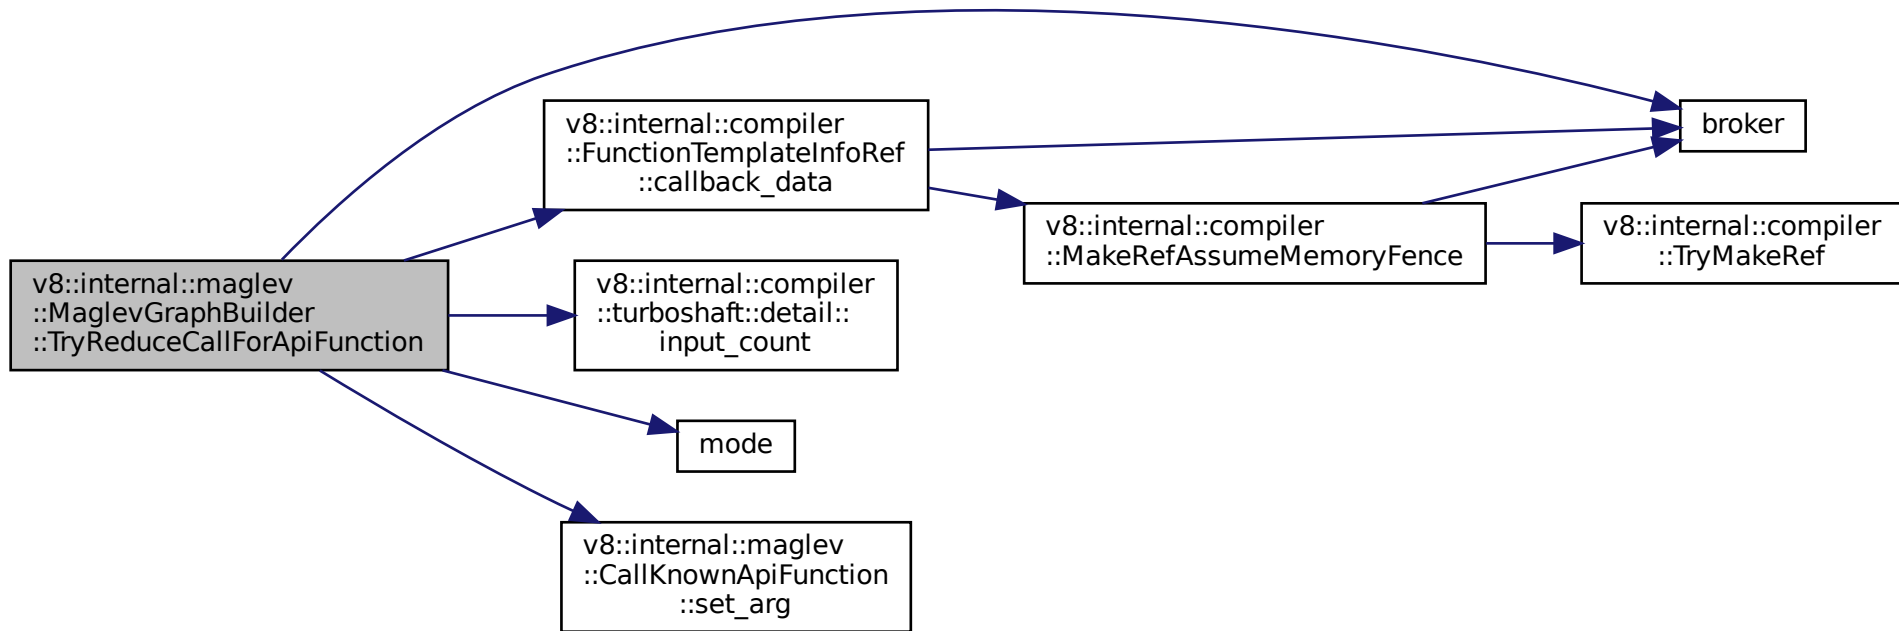 v8::internal::maglev
::MaglevGraphBuilder
::TryReduceCallForApiFunction
v8::internal::compiler
::FunctionTemplateInfoRef
::callback_data
v8::internal::compiler
::turboshaft::detail::
input_count
mode
v8::internal::maglev
::CallKnownApiFunction
::set_arg
v8::internal::compiler
::MakeRefAssumeMemoryFence
broker
v8::internal::compiler
::TryMakeRef